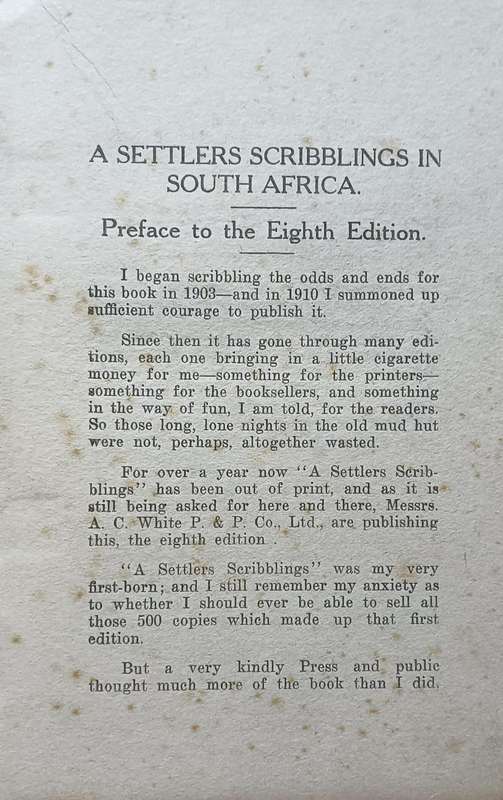 A SETTLERS SCRIBBLINGS IN
SOUTH AFRICA.
Preface to the Eighth Edition.
I began scribbling the odds and ends for
this book in 1903—and in 1910 I summoned up
sufficient courage to publish it.
Since then it has gone through many edi-
tions, each one bringing in a little cigarette
money for me—something for the printers—
something for the booksellers, and something
in the way of fun, I am told, for the readers.
So those long, lone nights in the old mud hut
were not, perhaps, altogether wasted.
For over a year now "A Settlers Scrib-
blings" has been out of print, and as it is
still being asked for here and there, Messrs.
A. C. White P. & P. Co., Ltd., are publishing
this, the eighth edition .
"A Settlers Scribblings" was my very
first-born; and I still remember my anxiety as
to whether I should ever be able to sell all
those 500 copies which made up that first
edition.
But a very kindly Press and public
thought much more of the book than I did.